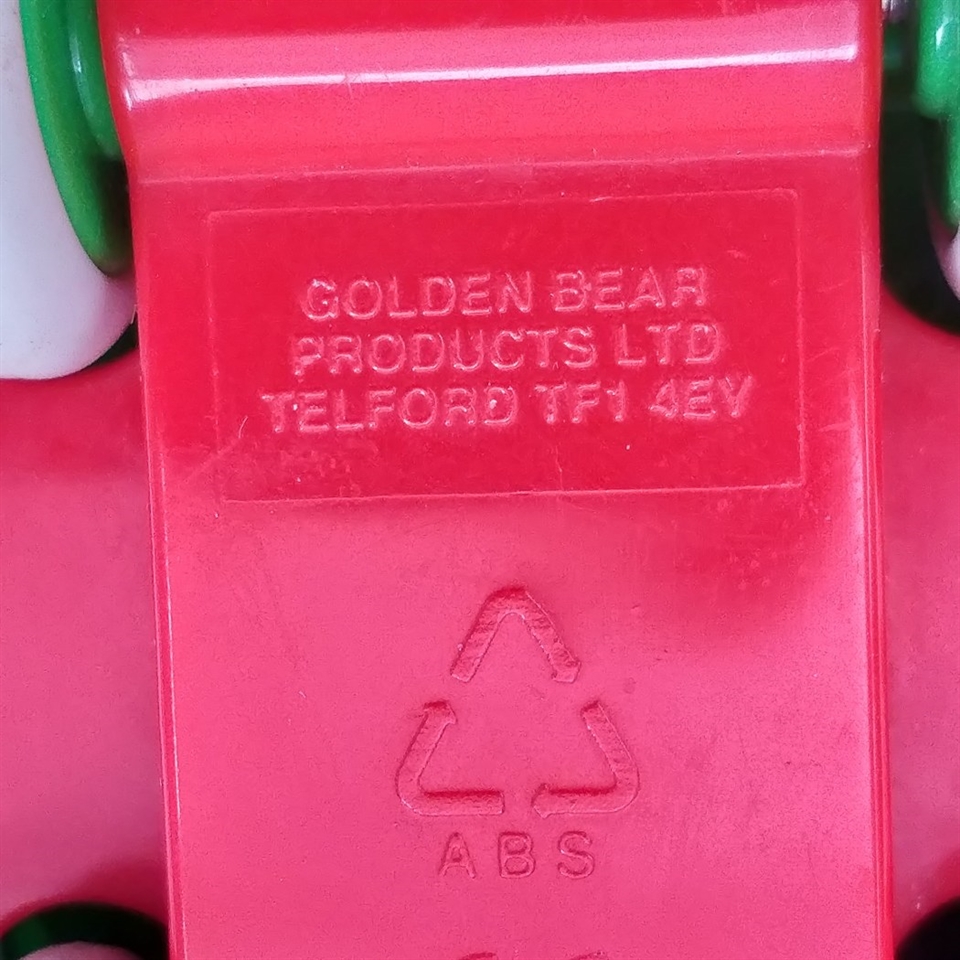 GOLDEN BEAR
PRODUCTS LTD
TELFORD TF1 4EY
ABS